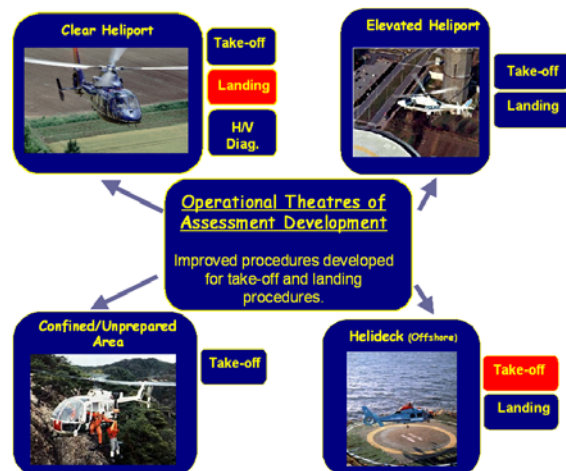 Clear Heliport
Take-off
Landing
H/V
Diag.
Elevated Heliport
Take-off
Landing
Operational Theatres of
Assessment Development
Improved procedures developed
for take-off and landing
procedures.
Confined/Unprepared
Area
Take-off
Helideck (Offshore)
Take-off
Landing